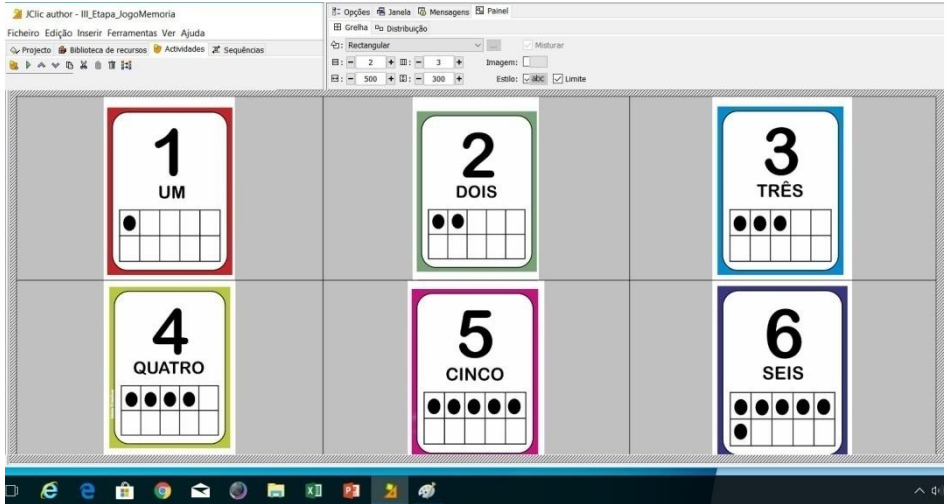 JClic author - III_Etapa_JogoMemoria
Ficheiro Edição Inserir Ferramentas Ver Ajuda
Projecto Biblioteca de recursos Actividades Sequências
Opções Janela Mensagens Painel
Grelha Distribuição
Rectangular ... Misturar
2 3 Imagem:
500 300 Estilo: abc Limite
1 2 3
UM DOIS TRÊS
4 5 6
QUATRO CINCO SEIS